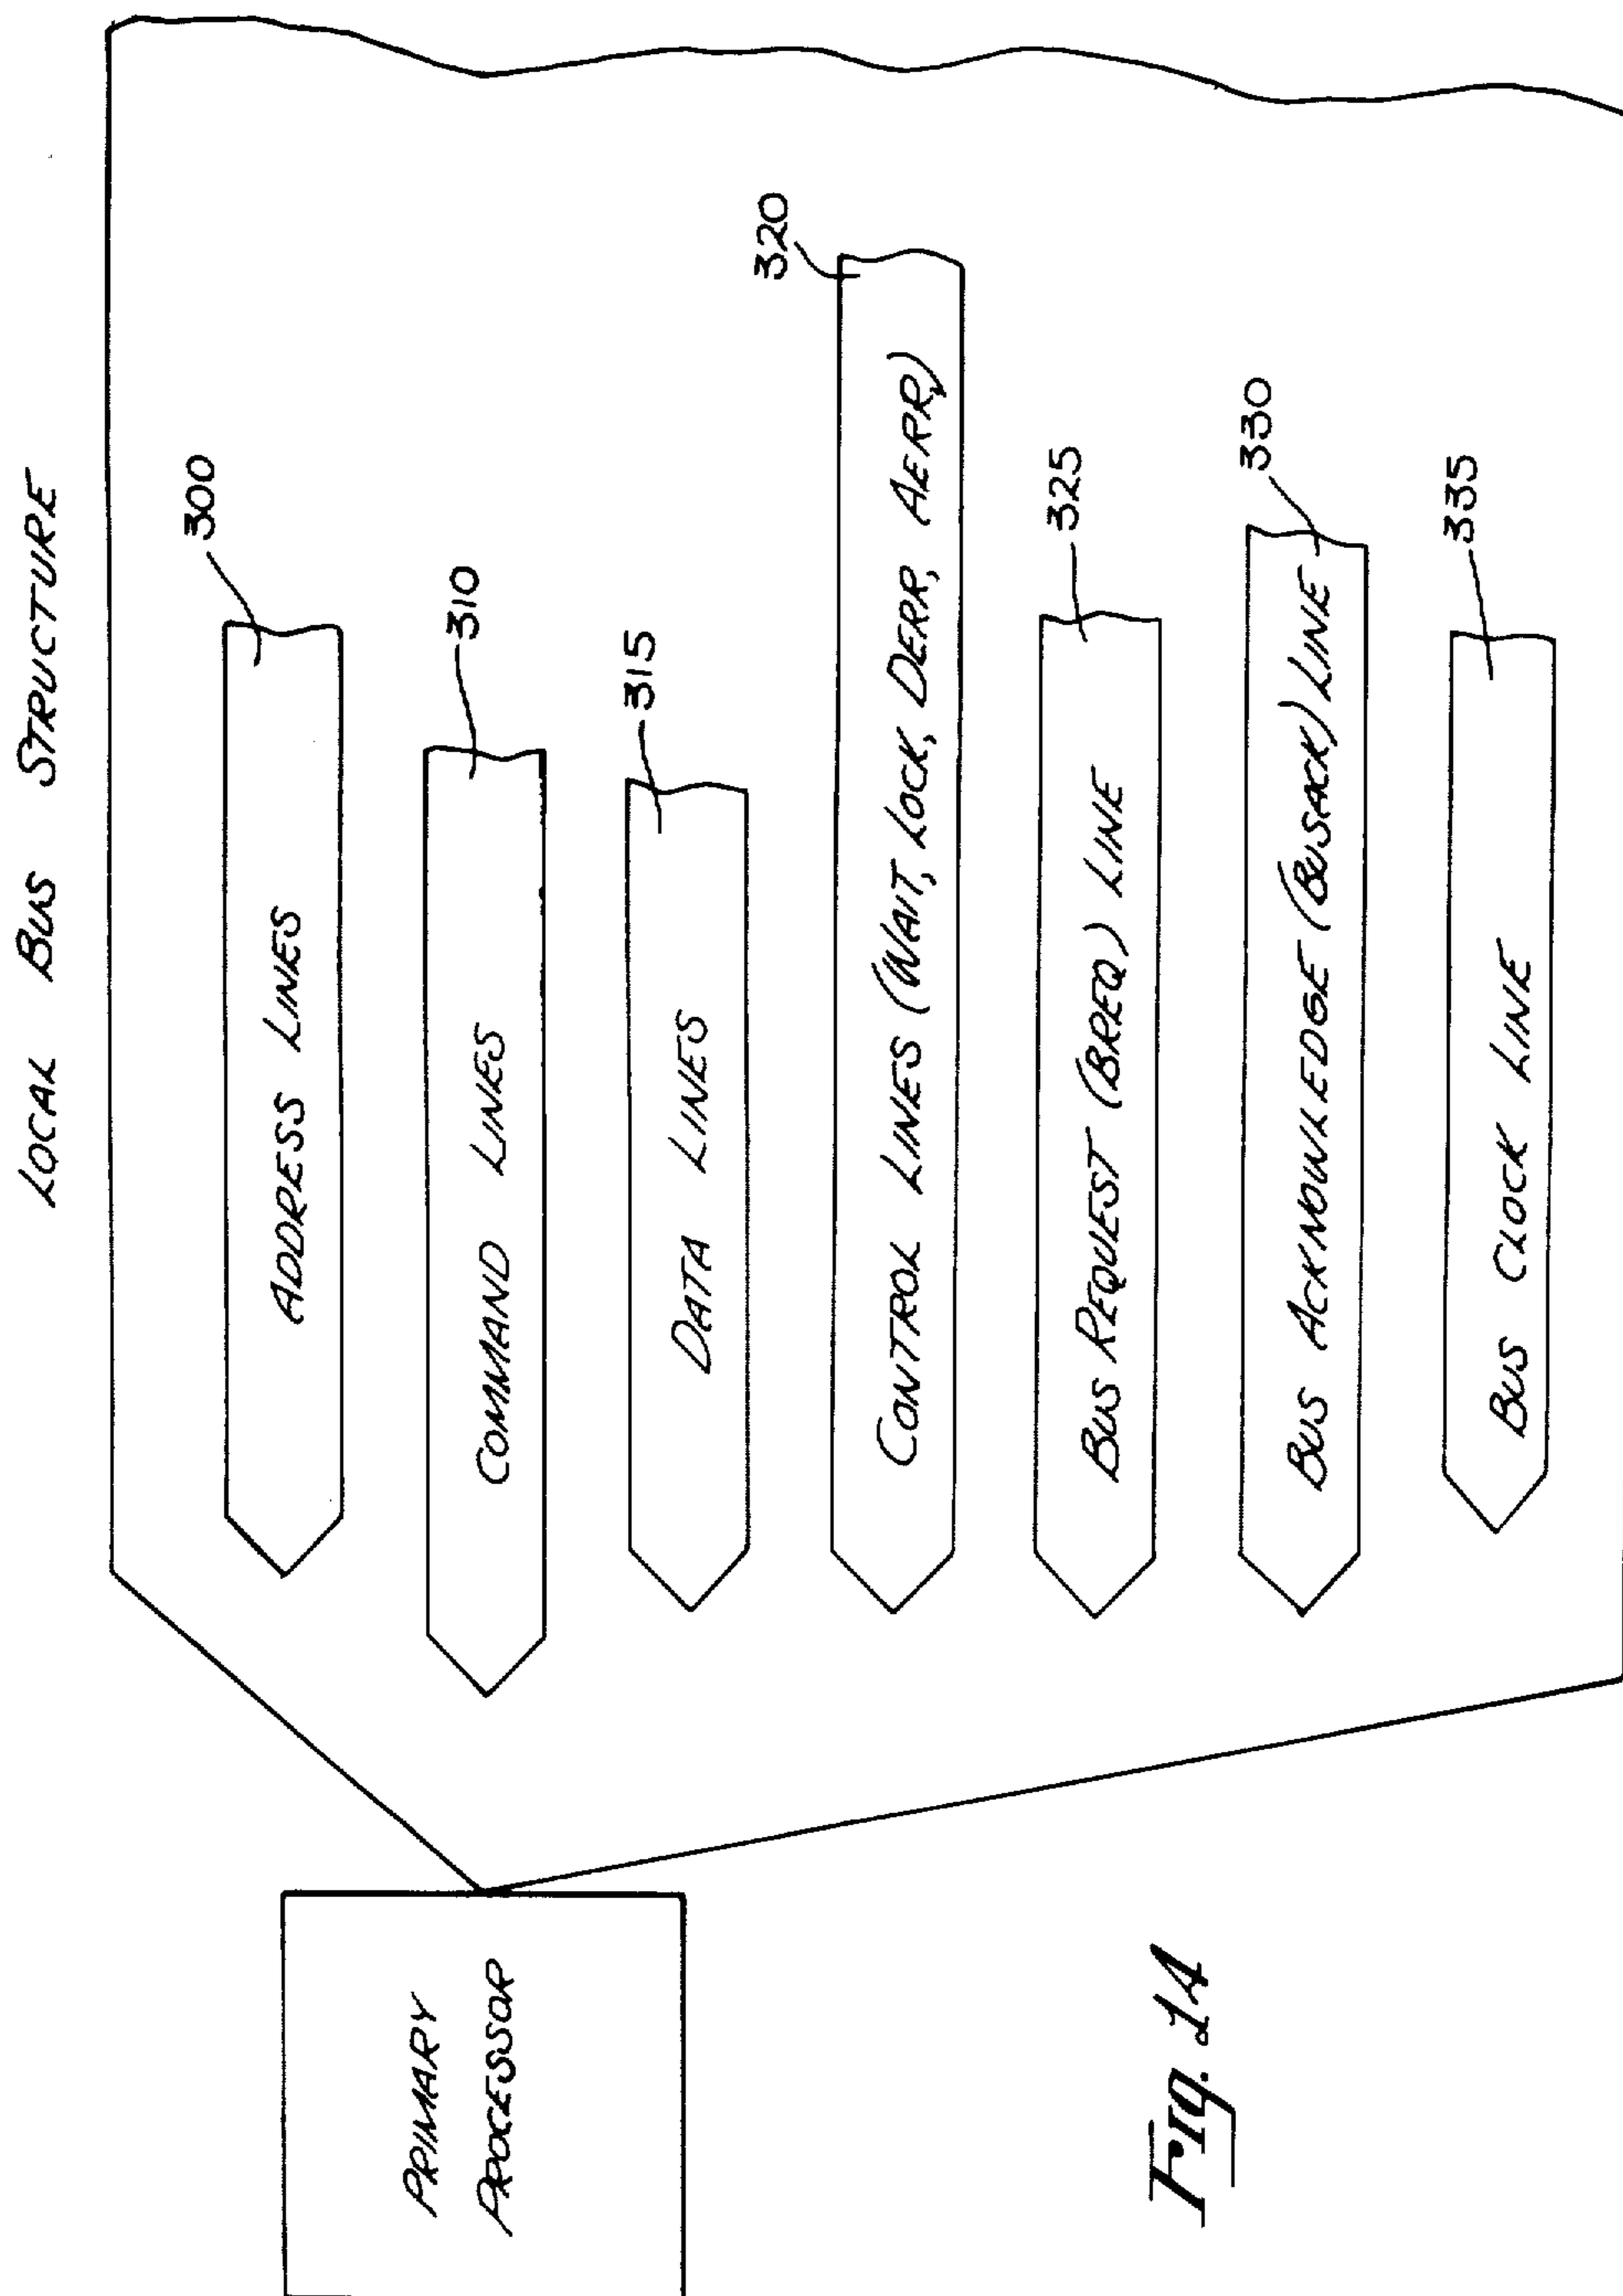 LOCAL BUS STRUCTURE
300
ADDRESS LINES
310
COMMAND LINES
315
DATA LINES
320
CONTROL LINES (WAIT, LOCK, DERR, AERR)
325
BUS REQUEST (BREQ) LINE
330
BUS ACKNOWLEDGE (BUSACK) LINE
335
BUS CLOCK LINE
PRIMARY
PROCESSOR
Fig. 14